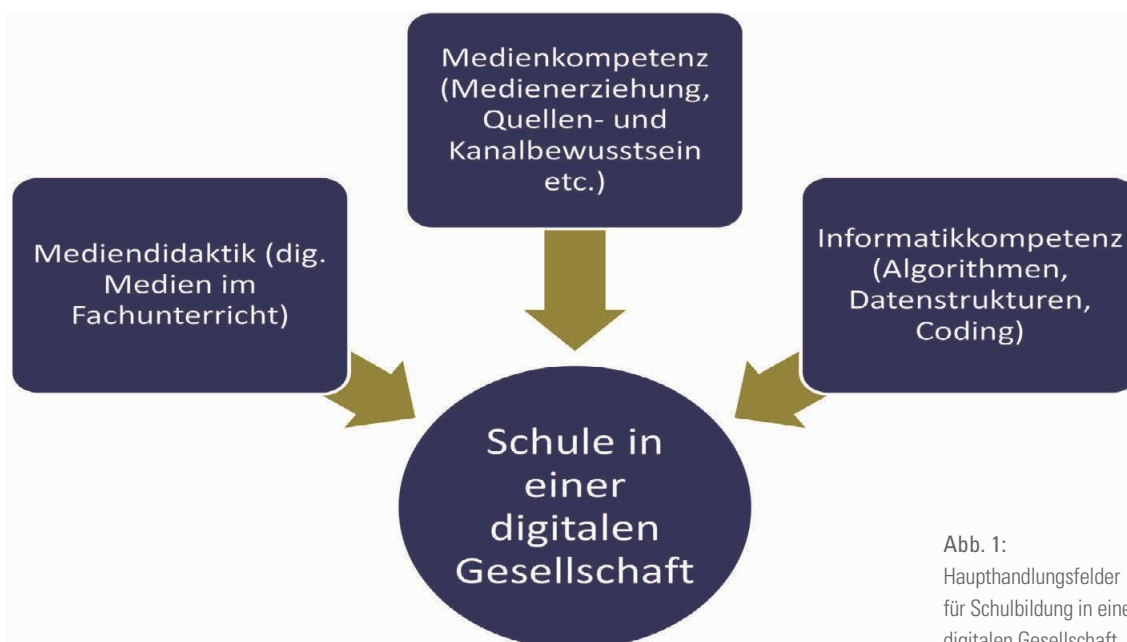 Medienkompetenz
(Medienerziehung,
Quellen- und
Kanalbewusstsein
etc.)
Mediendidaktik (dig.
Medien im
Fachunterricht)
Informatikkompetenz
(Algorithmen,
Datenstrukturen,
Coding)
Schule in
einer
digitalen
Gesellschaft
Abb. 1:
Haupthandlungsfelder
für Schulbildung in eine
digitalen Gesellschaft